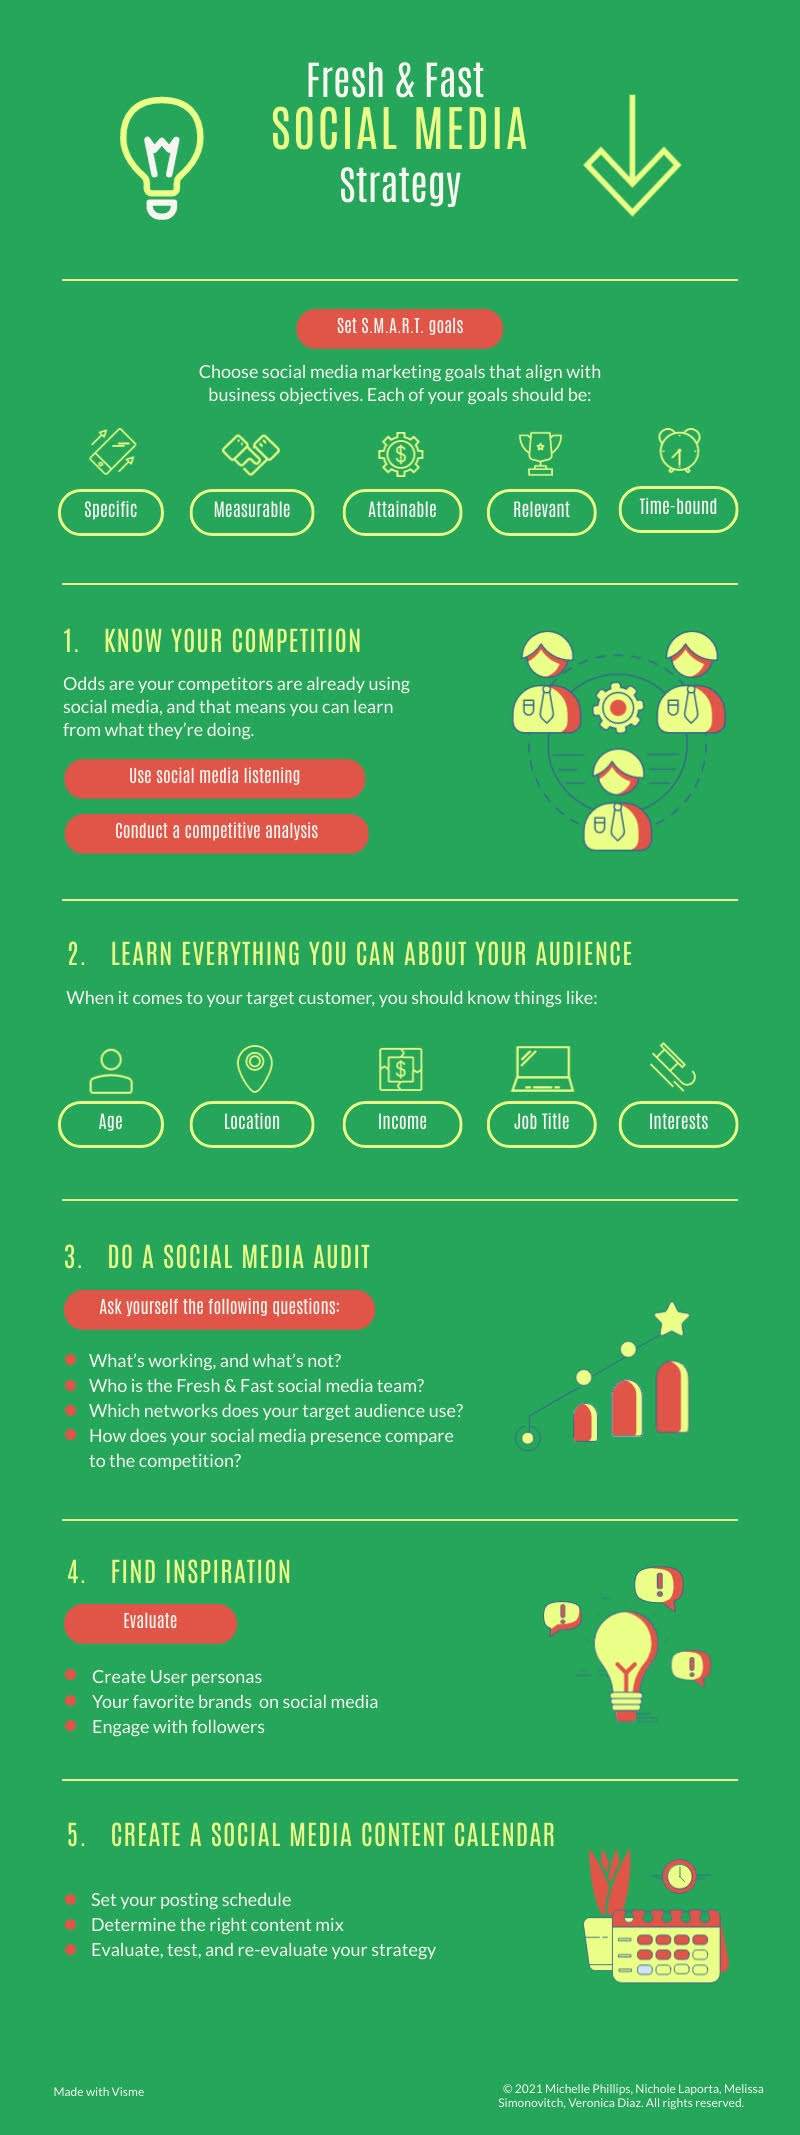 Fresh & Fast
SOCIAL MEDIA
Strategy
Set S.M.A.R.T. goals
Choose social media marketing goals that align with
business objectives. Each of your goals should be:
Specific
Measurable
Attainable
Relevant
Time-bound
1. KNOW YOUR COMPETITION
Odds are your competitors are already using
social media, and that means you can learn
from what they’re doing.
Use social media listening
Conduct a competitive analysis
2. LEARN EVERYTHING YOU CAN ABOUT YOUR AUDIENCE
When it comes to your target customer, you should know things like:
Age
Location
Income
Job Title
Interests
3. DO A SOCIAL MEDIA AUDIT
Ask yourself the following questions:
What’s working, and what’s not?
Who is the Fresh & Fast social media team?
Which networks does your target audience use?
How does your social media presence compare
to the competition?
4. FIND INSPIRATION
Evaluate
Create User personas
Your favorite brands on social media
Engage with followers
5. CREATE A SOCIAL MEDIA CONTENT CALENDAR
Set your posting schedule
Determine the right content mix
Evaluate, test, and re-evaluate your strategy
Made with Visme
© 2021 Michelle Phillips, Nichole Laporta, Melissa
Simonovitch, Veronica Diaz. All rights reserved.